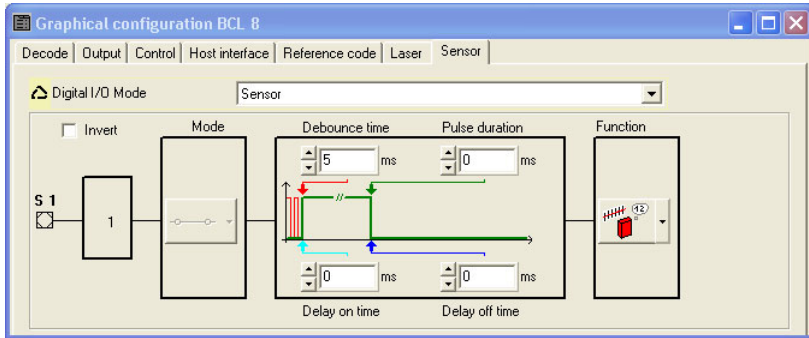 Graphical configuration BCL 8
Decode Output Control Host interface Reference code Laser Sensor
Digital I/O Mode Sensor
Invert Mode Debounce time Pulse duration Function
5 ms 0 ms
S 1
1
12
0 ms 0 ms
Delay on time Delay off time